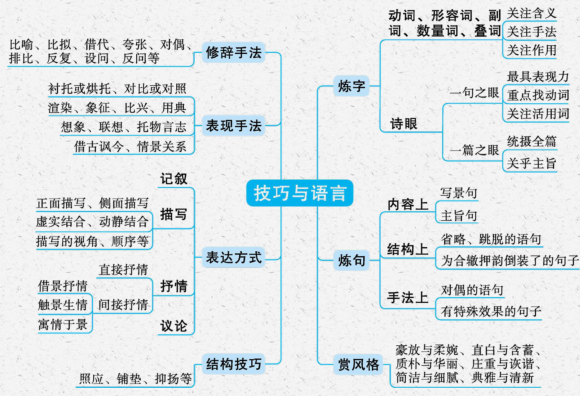 技巧与语言
修辞手法
比喻、比拟、借代、夸张、对偶、
排比、反复、设问、反问等
表现手法
衬托或烘托、对比或对照
渲染、象征、比兴、用典
想象、联想、托物言志
借古讽今、情景关系
表达方式
记叙
描写
正面描写、侧面描写
虚实结合、动静结合
描写的视角、顺序等
抒情
直接抒情
间接抒情
借景抒情
触景生情
寓情于景
议论
结构技巧
照应、铺垫、抑扬等
炼字
动词、形容词、副
词、数量词、叠词
关注含义
关注手法
关注作用
诗眼
一句之眼
最具表现力
重点找动词
关注活用词
一篇之眼
统摄全篇
关乎主旨
炼句
内容上
写景句
主旨句
结构上
省略、跳脱的语句
为合辙押韵倒装了的句子
手法上
对偶的语句
有特殊效果的句子
赏风格
豪放与柔婉、直白与含蓄、
质朴与华丽、庄重与诙谐、
简洁与细腻、典雅与清新